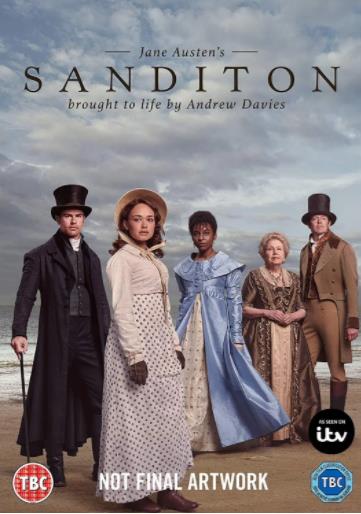 Jane Austen's
SANDITON
brought to life by Andrew Davies
AS SEEN ON
itv
TBC
NOT FINAL ARTWORK
TBC